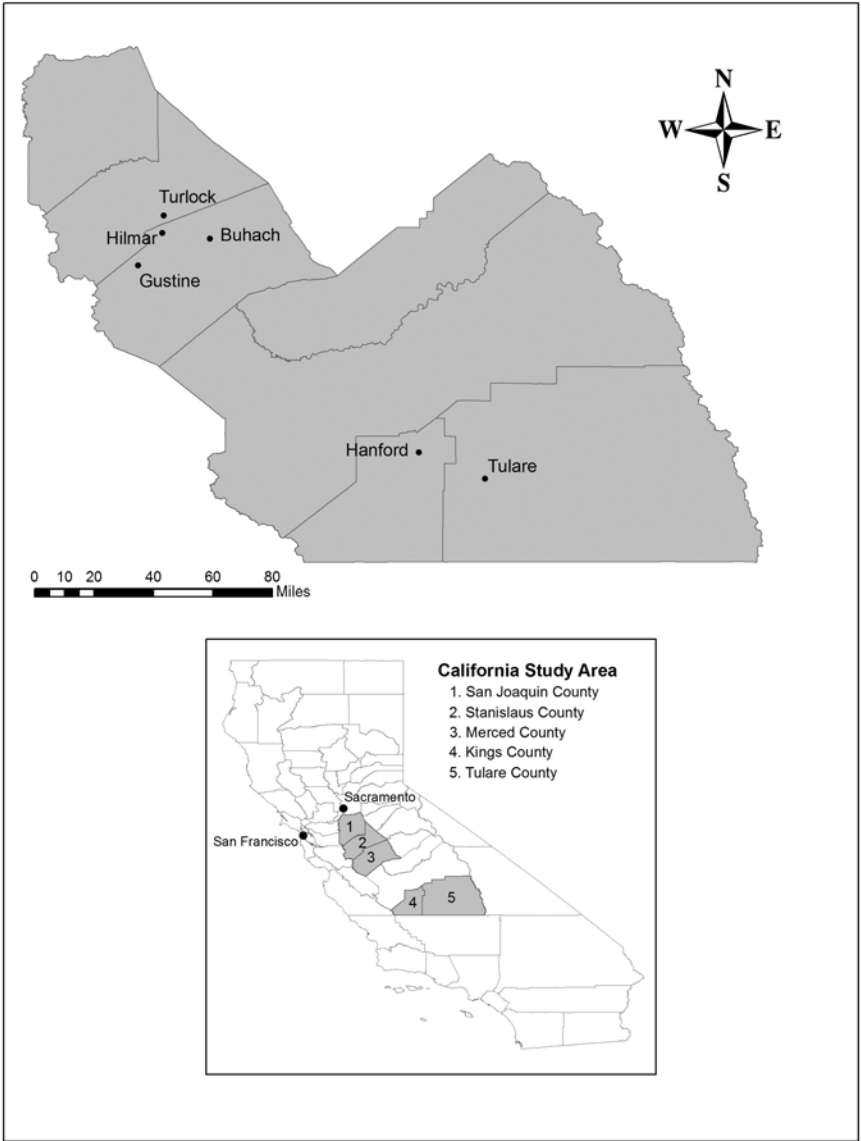 N
W E
S
Turlock
Hilmar
Buhach
Gustine
Hanford
Tulare
0 10 20 40 60 80
Miles
California Study Area
1. San Joaquin County
2. Stanislaus County
3. Merced County
4. Kings County
5. Tulare County
Sacramento
San Francisco
1
2
3
4
5